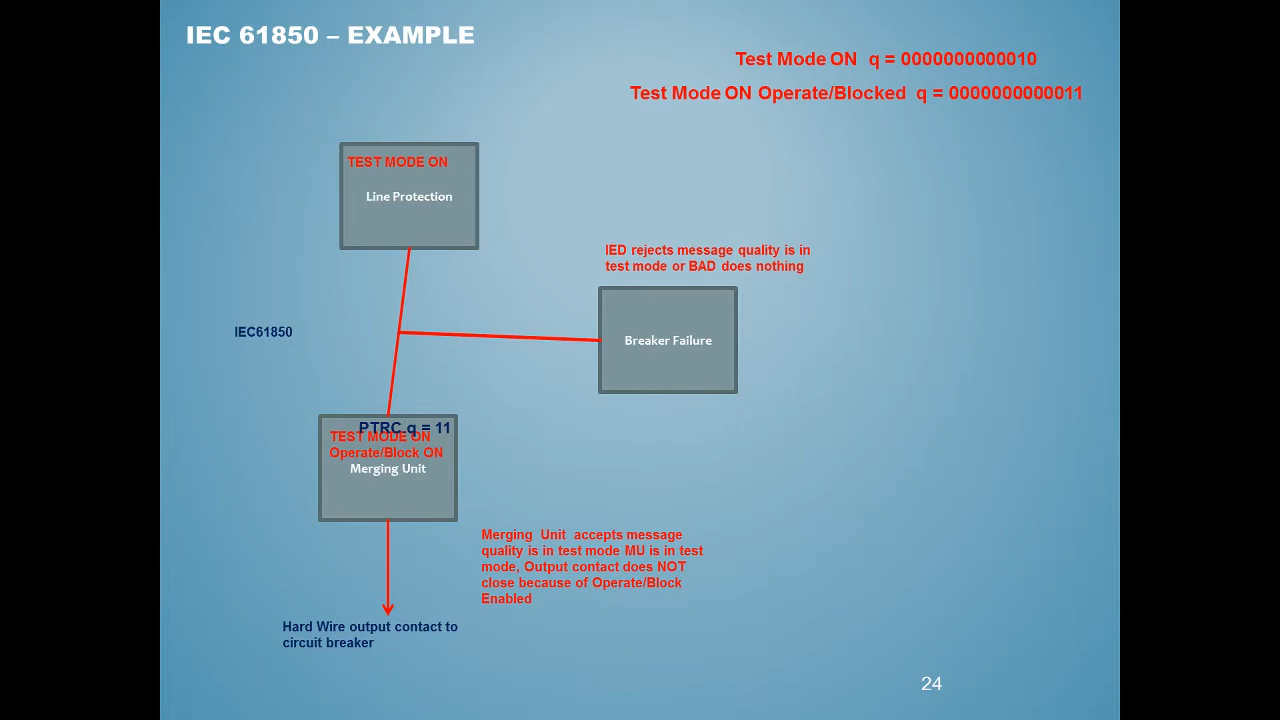 IEC 61850 – EXAMPLE
Test Mode ON q = 0000000000010
Test Mode ON Operate/Blocked q = 0000000000011
TEST MODE ON
Line Protection
IED rejects message quality is in
test mode or BAD does nothing
IEC61850
Breaker Failure
PTRC.q = 11
TEST MODE ON
Operate/Block ON
Merging Unit
Merging Unit accepts message
quality is in test mode MU is in test
mode, Output contact does NOT
close because of Operate/Block
Enabled
Hard Wire output contact to
circuit breaker
24